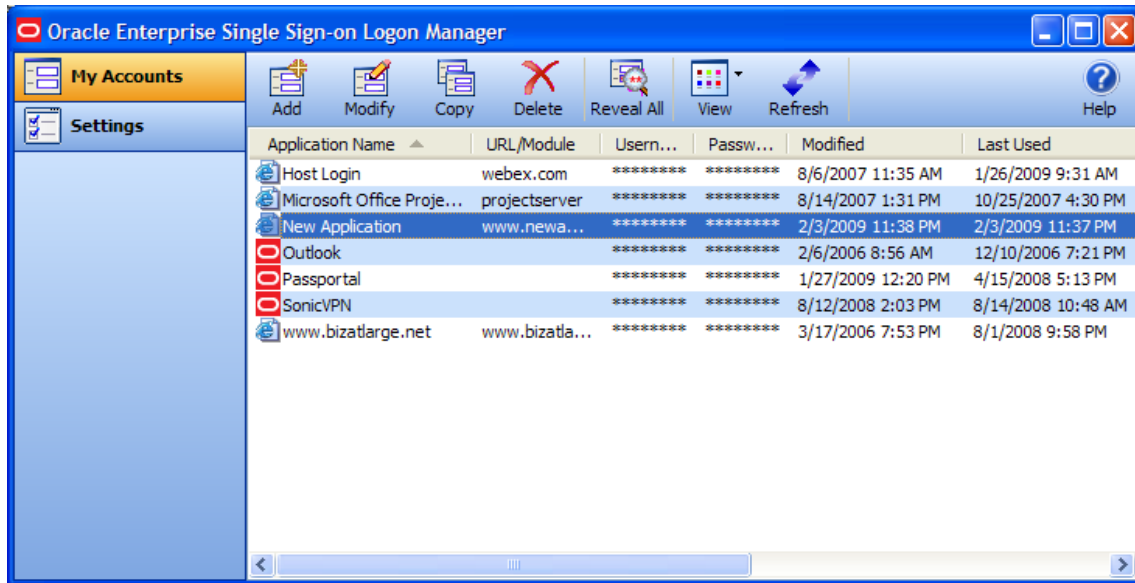 Oracle Enterprise Single Sign-on Logon Manager
My Accounts
Settings
Add Modify Copy Delete Reveal All View Refresh Help
Application Name URL/Module Usern... Passw... Modified Last Used
Host Login webex.com ******** ******** 8/6/2007 11:35 AM 1/26/2009 9:31 AM
Microsoft Office Proje... projectserver ******** ******** 8/14/2007 1:31 PM 10/25/2007 4:30 PM
New Application www.newa... ******** ******** 2/3/2009 11:38 PM 2/3/2009 11:37 PM
Outlook ******** ******** 2/6/2006 8:56 AM 12/10/2006 7:21 PM
Passportal ******** ******** 1/27/2009 12:20 PM 4/15/2008 5:13 PM
SonicVPN ******** ******** 8/12/2008 2:03 PM 8/14/2008 10:48 AM
www.bizatlarge.net www.bizatla... ******** ******** 3/17/2006 7:53 PM 8/1/2008 9:58 PM